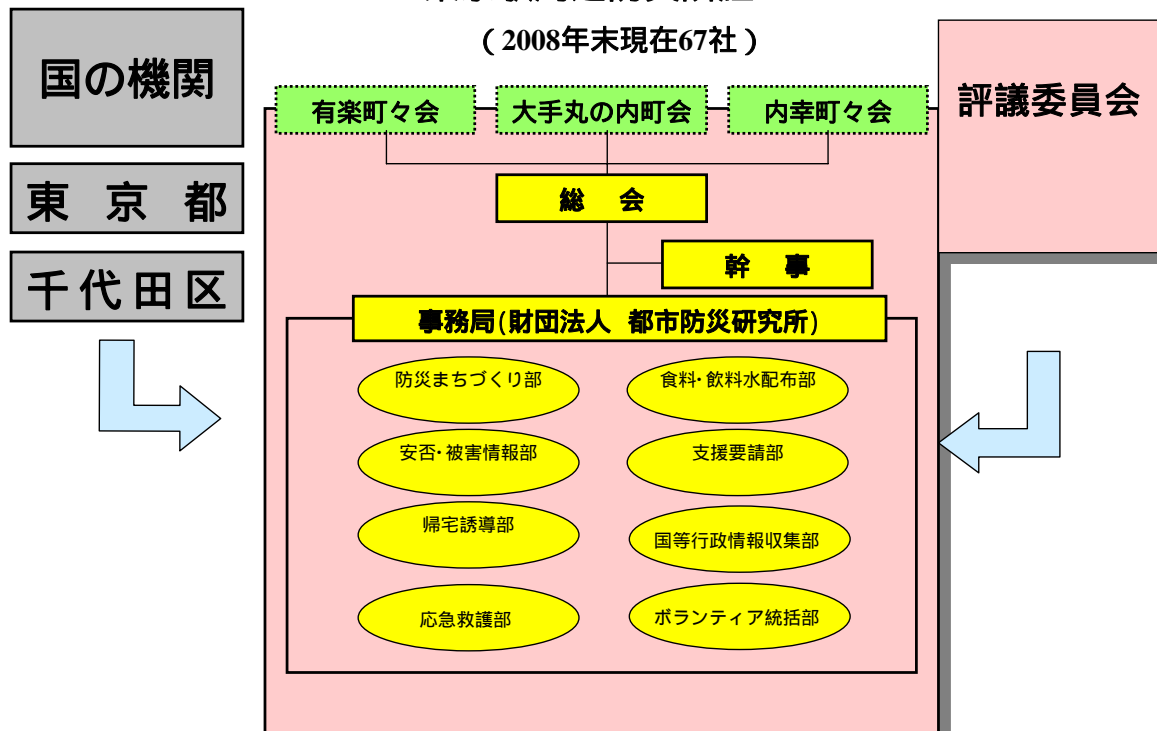 (2008年末現在67社)
国の機関
東京都
千代田区
有楽町々会
大手丸の内町会
内幸町々会
評議委員会
総会
幹事
事務局(財団法人 都市防災研究所)
防災まちづくり部
食料・飲料水配布部
安否・被害情報部
支援要請部
帰宅誘導部
国等行政情報収集部
応急救護部
ボランティア統括部